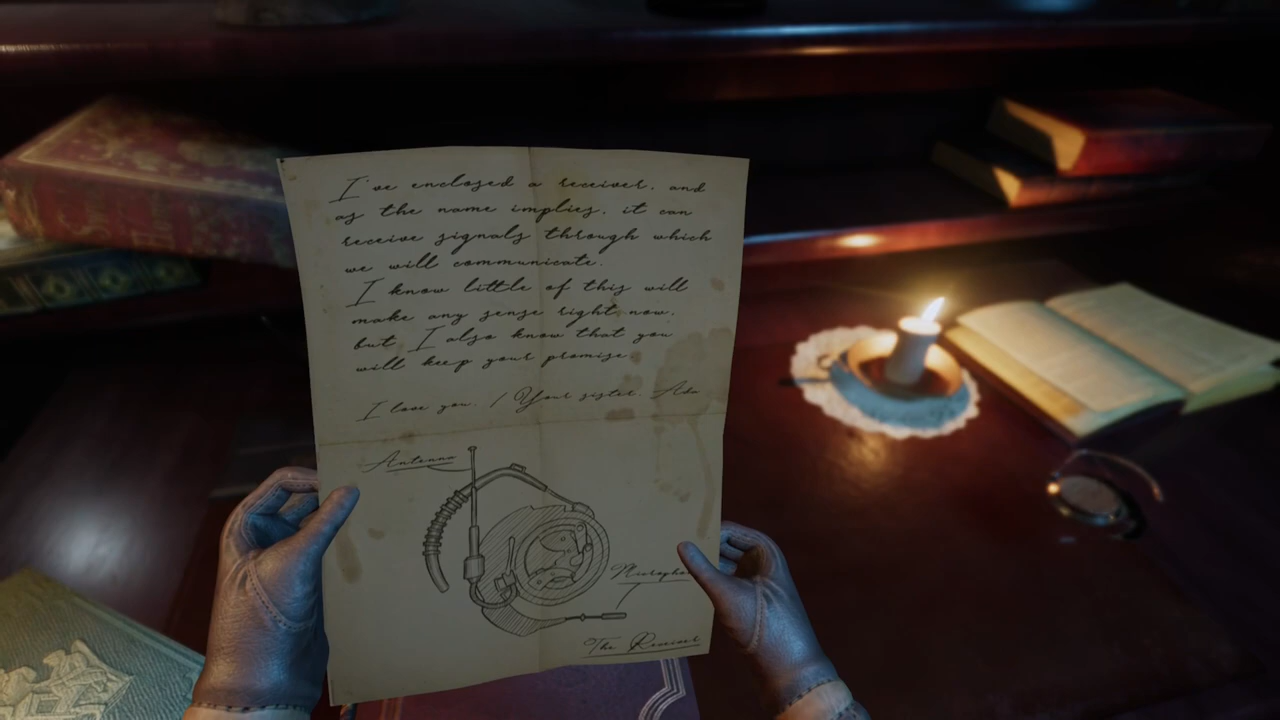 I've enclosed a receiver, and
as the name implies, it can
receive signals through which
we will communicate.
I know little of this will
make any sense right now,
but I also know that you
will keep your promise.
I love you. / Your sister, Ada
Antenna
The Receiver